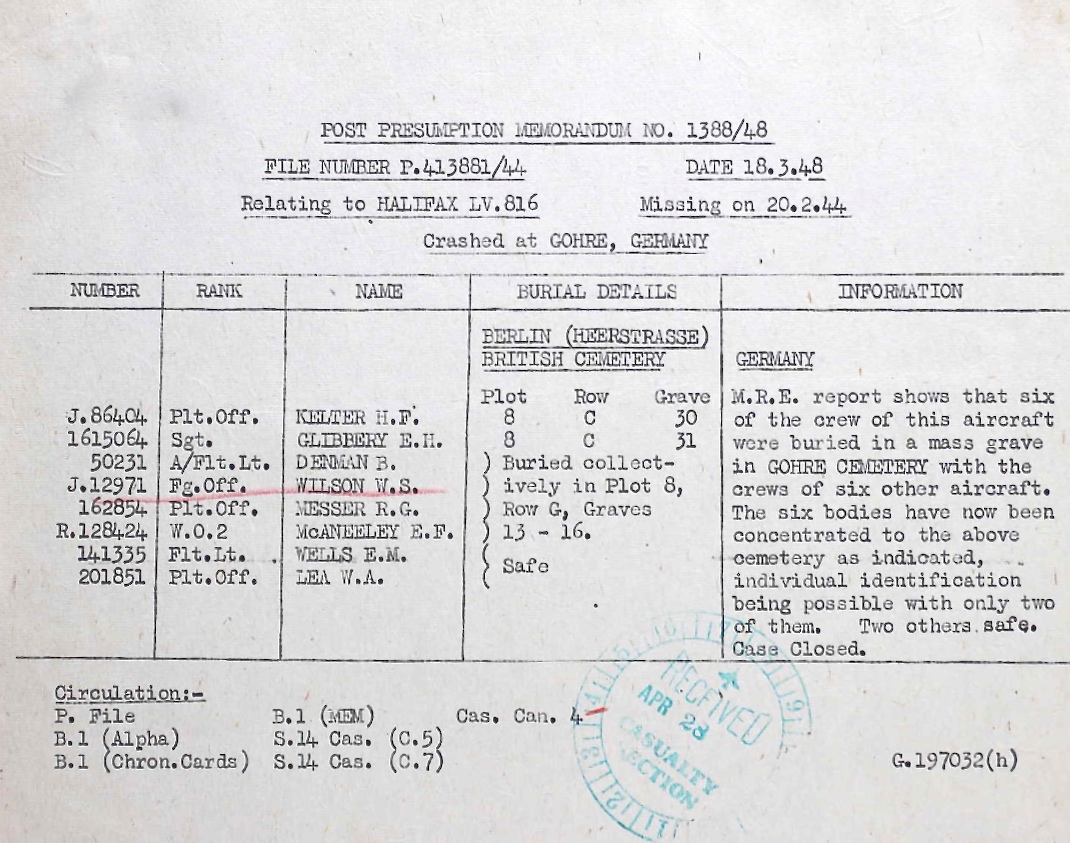 POST PRESUMPTION MEMORANDUM NO. 1388/48
FILE NUMBER P.413881/44 DATE 18.3.48
Relating to HALIFAX LV.816 Missing on 20.2.44
Crashed at GOHRE, GERMANY
NUMBER RANK NAME BURIAL DETAILS INFORMATION
BERLIN (HEERSTRASSE)
BRITISH CEMETERY GERMANY
Plot Row Grave M.R.E. report shows that six
J.86404 Plt.Off. KELTER H.F. 8 C 30 of the crew of this aircraft
1615064 Sgt. GLIBBERY E.H. 8 C 31 were buried in a mass grave
50231 A/Flt.Lt. DENMAN B. ) Buried collect- in GOHRE CEMETERY with the
J.12971 Fg.Off. WILSON W.S. ) ively in Plot 8, crews of six other aircraft.
162854 Plt.Off. MESSER R.G. ) Row G, Graves The six bodies have now been
R.128424 W.O.2 McANEELEY E.F. ) 13 - 16. concentrated to the above
141335 Flt.Lt. WELLS E.M. ( Safe cemetery as indicated,
201851 Plt.Off. LEA W.A. ( individual identification
being possible with only two
of them. Two others safe.
Case Closed.
Circulation:-
P. File B.1 (MEM) Cas. Can. 4
B.1 (Alpha) S.14 Cas. (C.5)
B.1 (Chron.Cards) S.14 Cas. (C.7) G.197032(h)
RECEIVED
APR 28
CASUALTY
SECTION